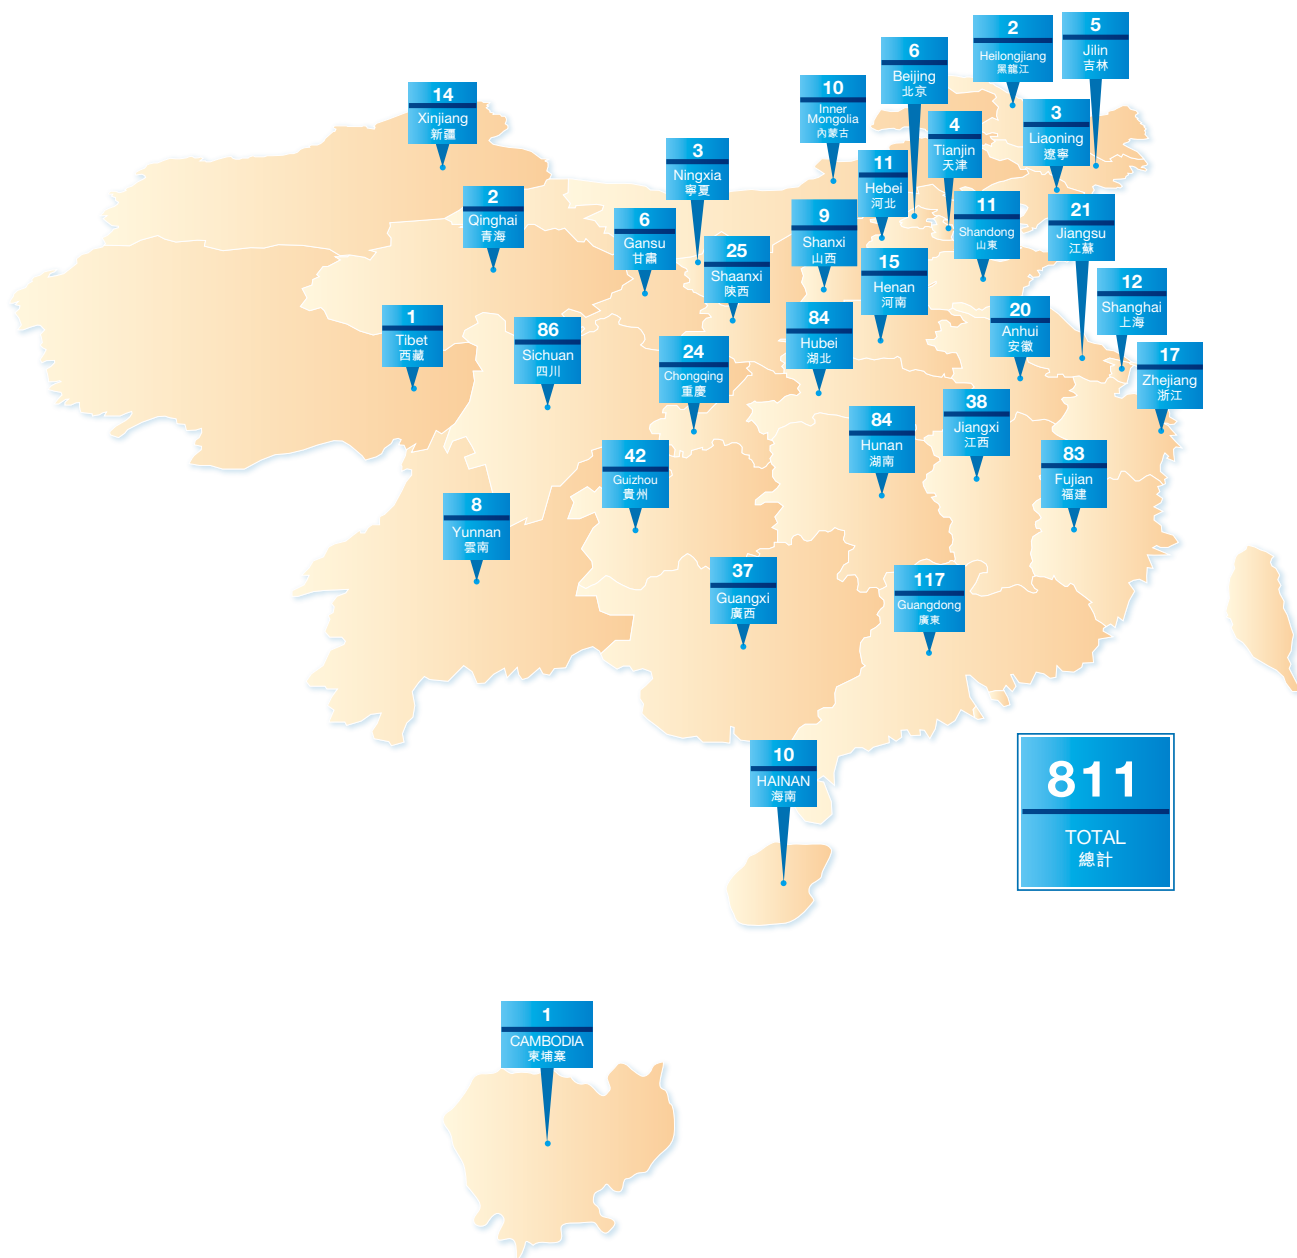 2
Heilongjiang
黑龍江
5
Jilin
吉林
6
Beijing
北京
10
Inner
Mongolia
內蒙古
14
Xinjiang
新疆
3
Liaoning
遼寧
4
Tianjin
天津
3
Ningxia
寧夏
11
Hebei
河北
2
Qinghai
青海
11
Shandong
山東
21
Jiangsu
江蘇
9
Shanxi
山西
6
Gansu
甘肅
25
Shaanxi
陝西
15
Henan
河南
12
Shanghai
上海
20
Anhui
安徽
84
Hubei
湖北
1
Tibet
西藏
86
Sichuan
四川
24
Chongqing
重慶
17
Zhejiang
浙江
38
Jiangxi
江西
84
Hunan
湖南
83
Fujian
福建
42
Guizhou
貴州
8
Yunnan
雲南
37
Guangxi
廣西
117
Guangdong
廣東
10
HAINAN
海南
811
TOTAL
總計
1
CAMBODIA
柬埔寨